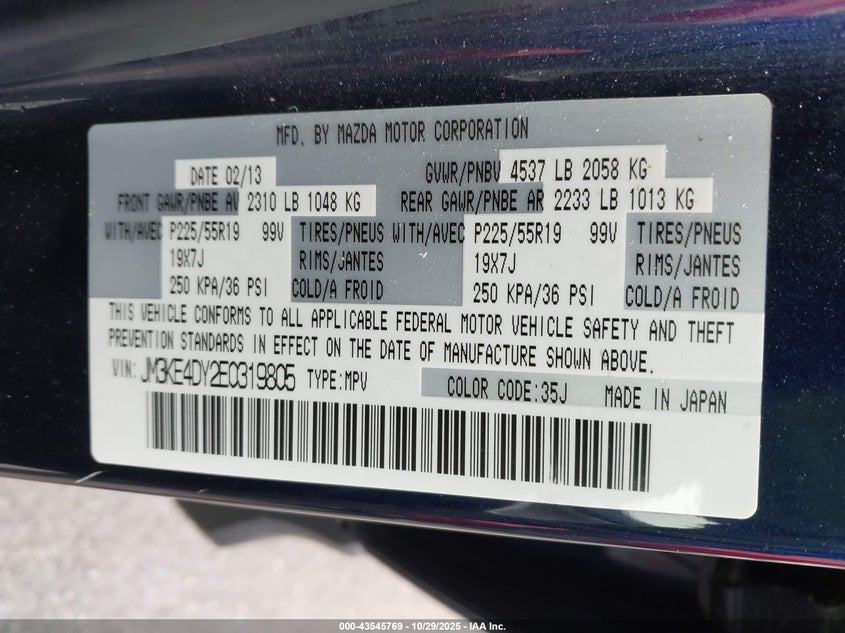 MFD. BY MAZDA MOTOR CORPORATION
DATE 02/13 GVWR/PNBV 4537 LB 2058 KG
FRONT GAWR/PNBE AV 2310 LB 1048 KG REAR GAWR/PNBE AR 2233 LB 1013 KG
WITH/AVEC P225/55R19 99V TIRES/PNEUS WITH/AVEC P225/55R19 99V TIRES/PNEUS
19X7J RIMS/JANTES 19X7J RIMS/JANTES
250 KPA/36 PSI COLD/A FROID 250 KPA/36 PSI COLD/A FROID
THIS VEHICLE CONFORMS TO ALL APPLICABLE FEDERAL MOTOR VEHICLE SAFETY AND THEFT
PREVENTION STANDARDS IN EFFECT ON THE DATE OF MANUFACTURE SHOWN ABOVE.
VIN: JM3KE4DY2E0319805 TYPE:MPV COLOR CODE:35J MADE IN JAPAN
000-43545769 - 10/29/2025 - IAA Inc.